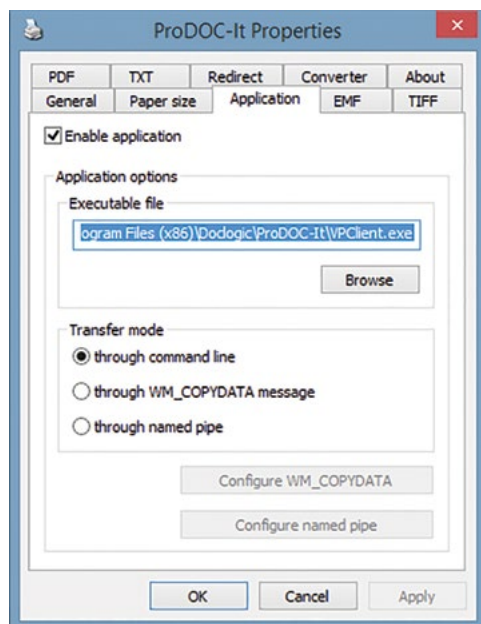 ProDOC-It Properties
PDF TXT Redirect Converter About
General Paper size Application EMF TIFF
Enable application
Application options
Executable file
ogram Files (x86)\Doclogic\ProDOC-It\VPClient.exe
Browse
Transfer mode
through command line
through WM_COPYDATA message
through named pipe
Configure WM_COPYDATA
Configure named pipe
OK Cancel Apply